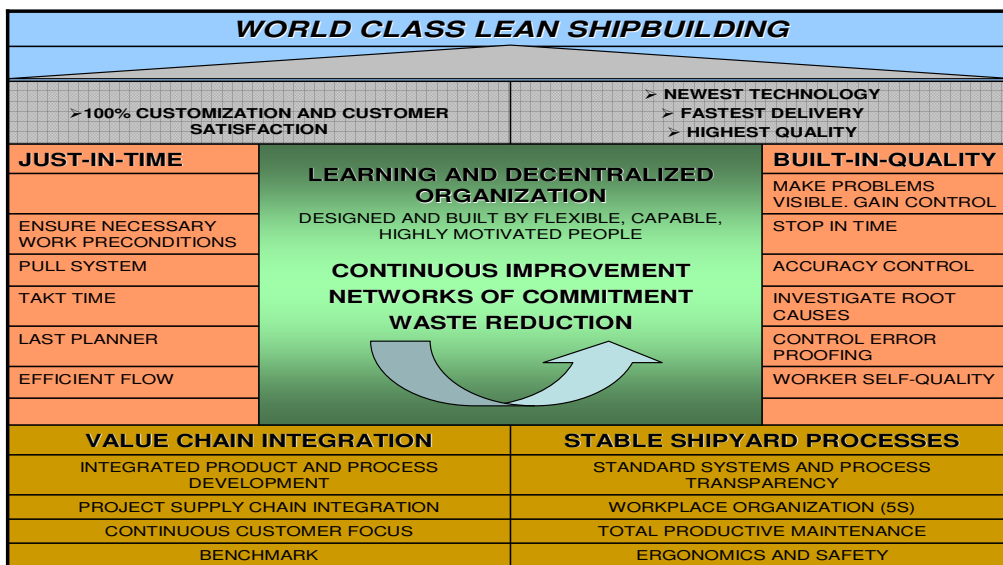 WORLD CLASS LEAN SHIPBUILDING
➢100% CUSTOMIZATION AND CUSTOMER
SATISFACTION
➢ NEWEST TECHNOLOGY
➢ FASTEST DELIVERY
➢ HIGHEST QUALITY
JUST-IN-TIME
ENSURE NECESSARY
WORK PRECONDITIONS
PULL SYSTEM
TAKT TIME
LAST PLANNER
EFFICIENT FLOW
LEARNING AND DECENTRALIZED
ORGANIZATION
DESIGNED AND BUILT BY FLEXIBLE, CAPABLE,
HIGHLY MOTIVATED PEOPLE
CONTINUOUS IMPROVEMENT
NETWORKS OF COMMITMENT
WASTE REDUCTION
BUILT-IN-QUALITY
MAKE PROBLEMS
VISIBLE. GAIN CONTROL
STOP IN TIME
ACCURACY CONTROL
INVESTIGATE ROOT
CAUSES
CONTROL ERROR
PROOFING
WORKER SELF-QUALITY
VALUE CHAIN INTEGRATION
INTEGRATED PRODUCT AND PROCESS
DEVELOPMENT
PROJECT SUPPLY CHAIN INTEGRATION
CONTINUOUS CUSTOMER FOCUS
BENCHMARK
STABLE SHIPYARD PROCESSES
STANDARD SYSTEMS AND PROCESS
TRANSPARENCY
WORKPLACE ORGANIZATION (5S)
TOTAL PRODUCTIVE MAINTENANCE
ERGONOMICS AND SAFETY